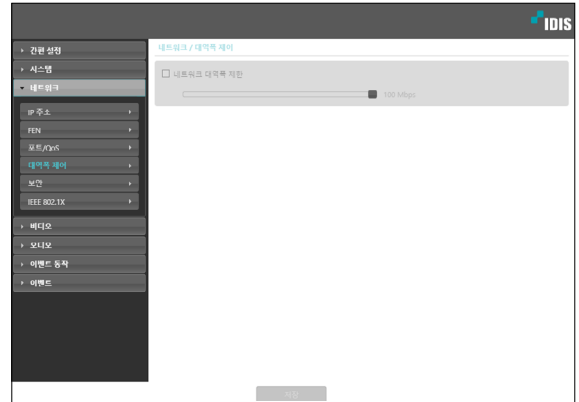 IDIS
간편 설정
시스템
네트워크
IP 주소
FEN
포트/QoS
대역폭 제어
보안
IEEE 802.1X
비디오
오디오
이벤트 동작
이벤트
네트워크 / 대역폭 제어
네트워크 대역폭 제한
100 Mbps
저장